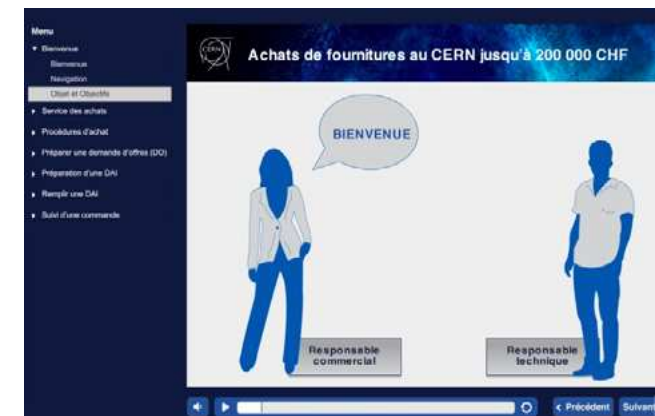 Menu
Bienvenue
Bienvenue
Navigation
Objet et Objectifs
Service des achats
Procédures d'achat
Préparer une demande d'offres (DO)
Préparation d'une DAI
Remplir une DAI
Suivi d'une commande
CERN
Achats de fournitures au CERN jusqu'à 200 000 CHF
BIENVENUE
Responsable
commercial
Responsable
technique
< Précédent
Suivant